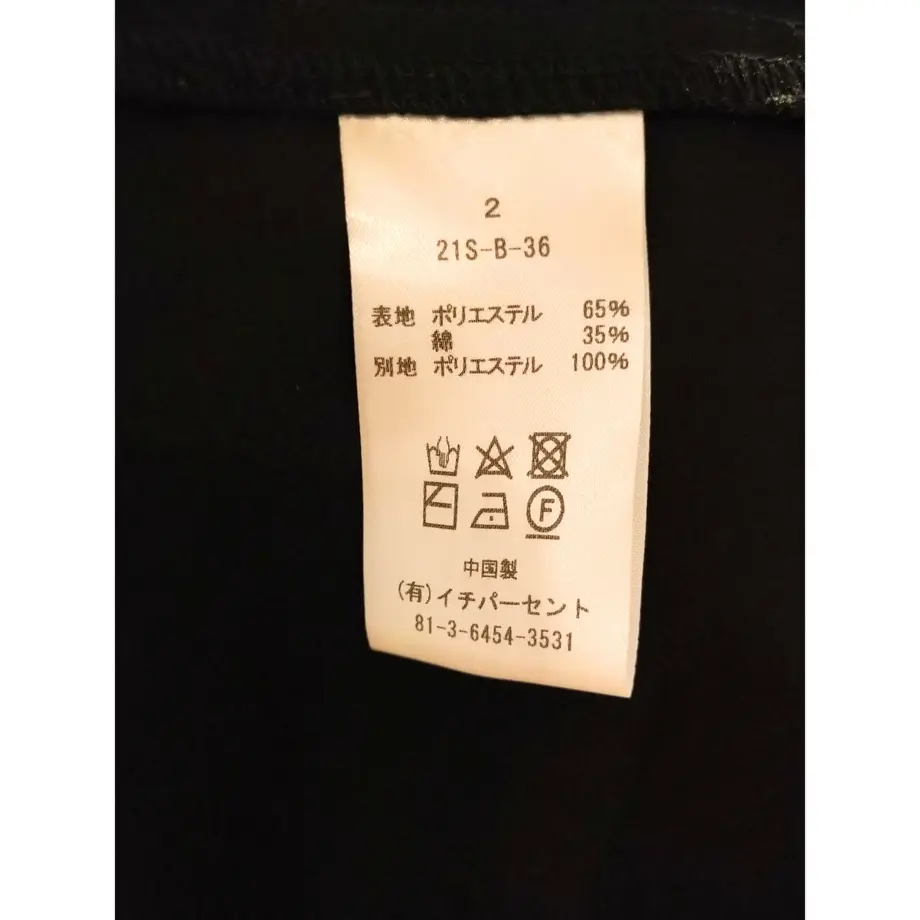 2
21S-B-36
表地 ポリエステル 65%
綿 35%
別地 ポリエステル 100%
F
中国製
(有)イチパーセント
81-3-6454-3531